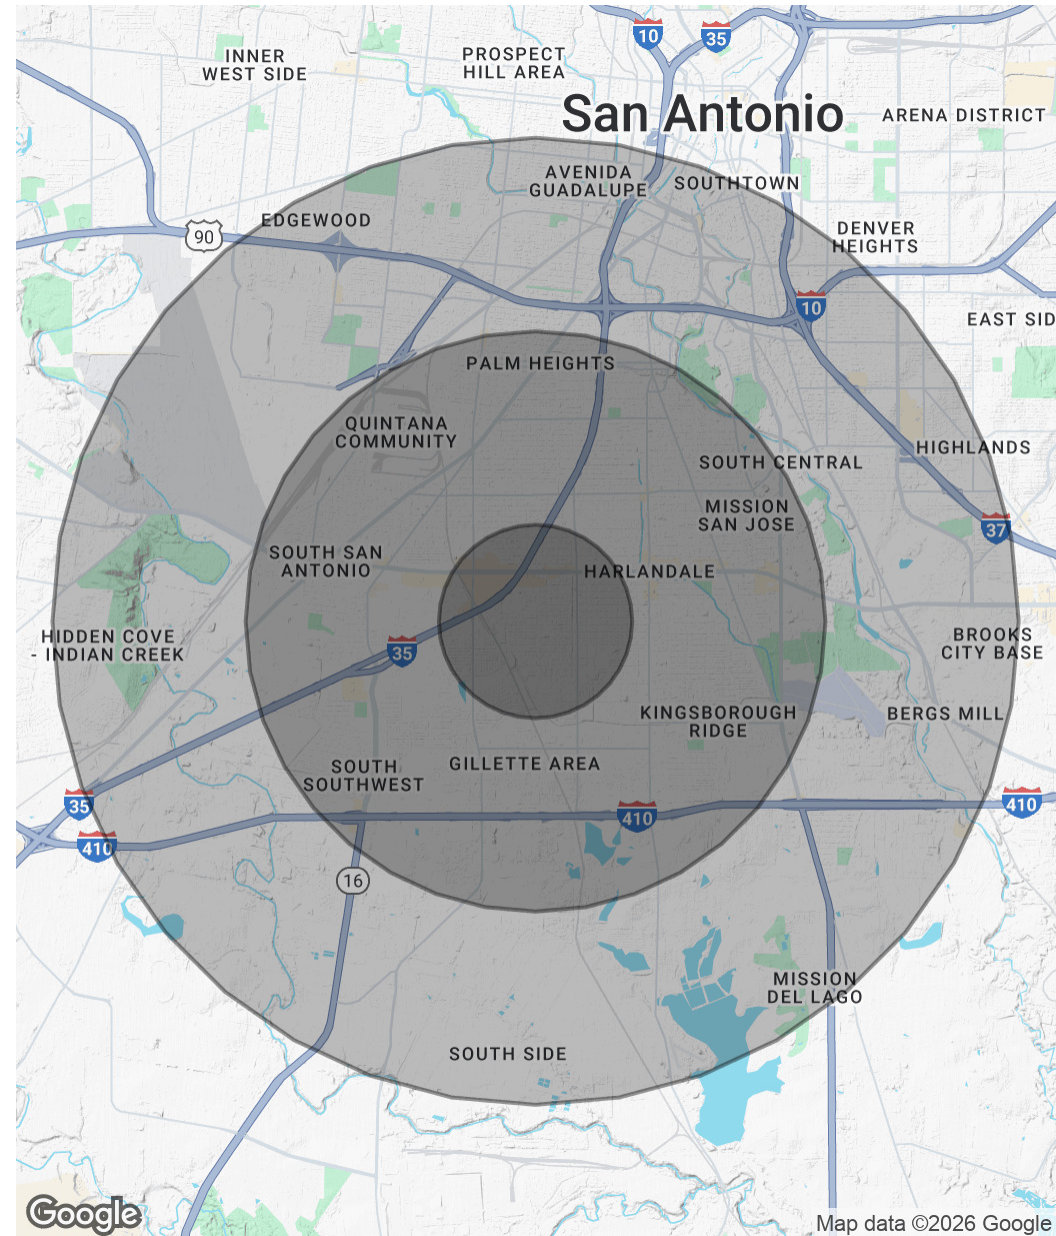 10
35
INNER
WEST SIDE
PROSPECT
HILL AREA
San Antonio
ARENA DISTRICT
AVENIDA
GUADALUPE
SOUTHTOWN
EDGEWOOD
90
DENVER
HEIGHTS
10
EAST SID
PALM HEIGHTS
QUINTANA
COMMUNITY
HIGHLANDS
SOUTH CENTRAL
MISSION
SAN JOSE
37
SOUTH SAN
ANTONIO
HARLANDALE
HIDDEN COVE
- INDIAN CREEK
35
BROOKS
CITY BASE
KINGSBOROUGH
RIDGE
BERGS MILL
SOUTH
SOUTHWEST
GILLETTE AREA
35
410
410
410
16
MISSION
DEL LAGO
SOUTH SIDE
Google
Map data ©2026 Google